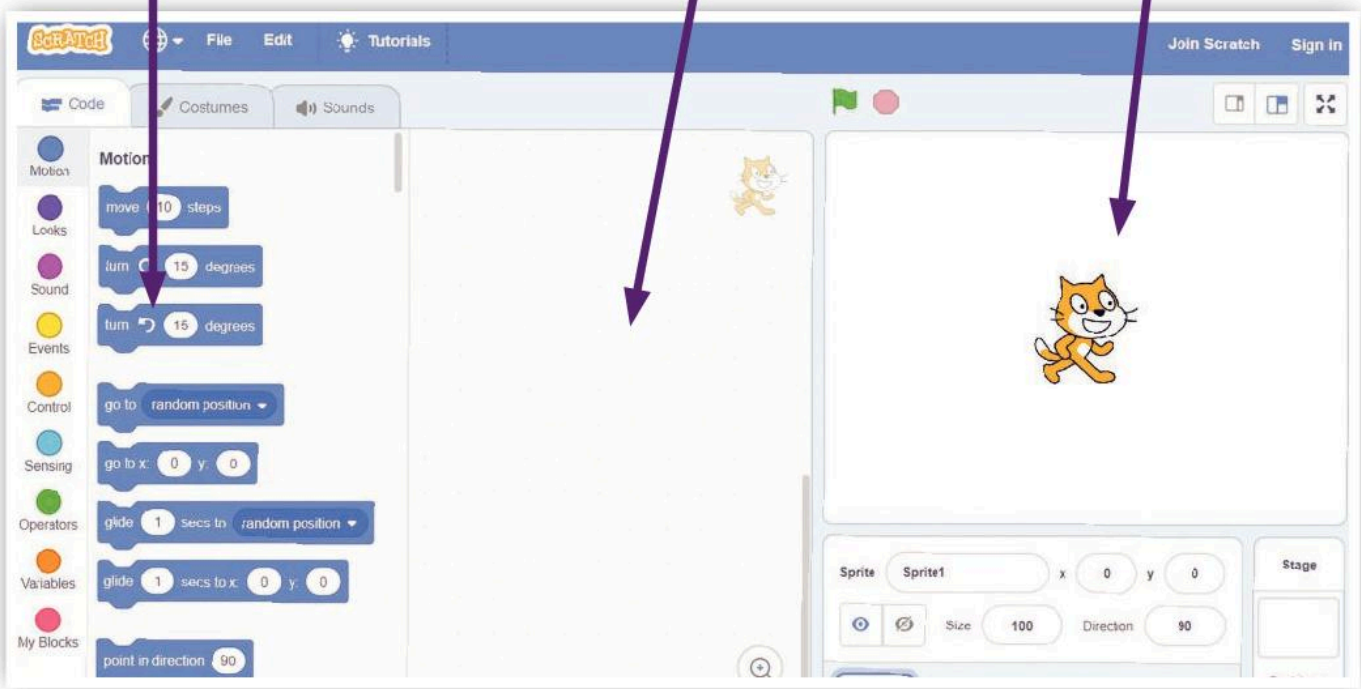 SCRATCH File Edit Tutorials Join Scratch Sign in
Code Costumes Sounds
Motion
Looks
Sound
Events
Control
Sensing
Operators
Variables
My Blocks
Motion
move 10 steps
turn 15 degrees
turn 15 degrees
go to random position
go to x: 0 y: 0
glide 1 secs to random position
glide 1 secs to x: 0 y: 0
point in direction 90
Sprite Sprite1 x 0 y 0
Size 100 Direction 90
Stage